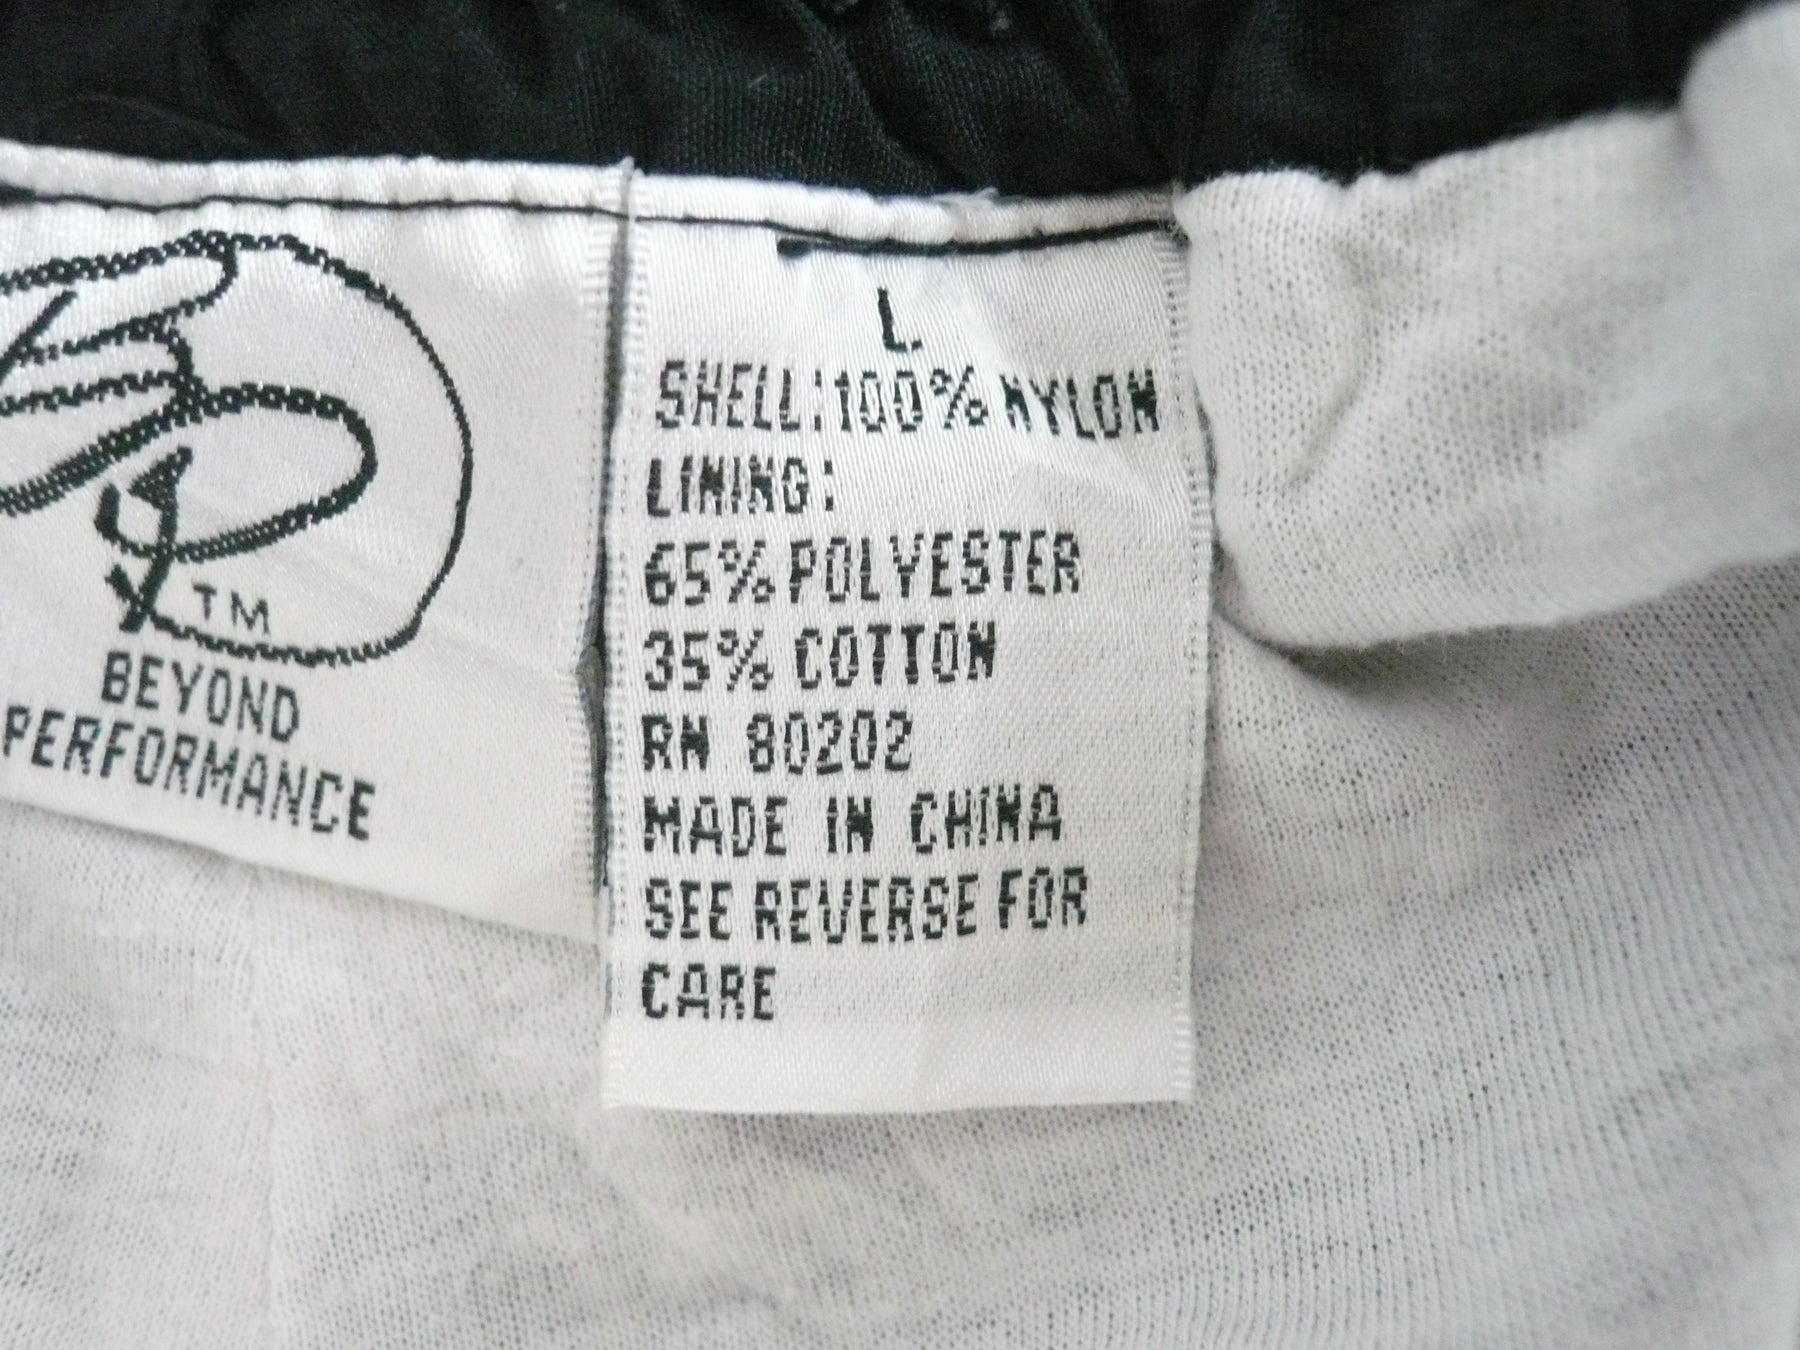 TM
BEYOND
PERFORMANCE
L
SHELL:100% NYLON
LINING:
65% POLYESTER
35% COTTON
RN 80202
MADE IN CHINA
SEE REVERSE FOR
CARE